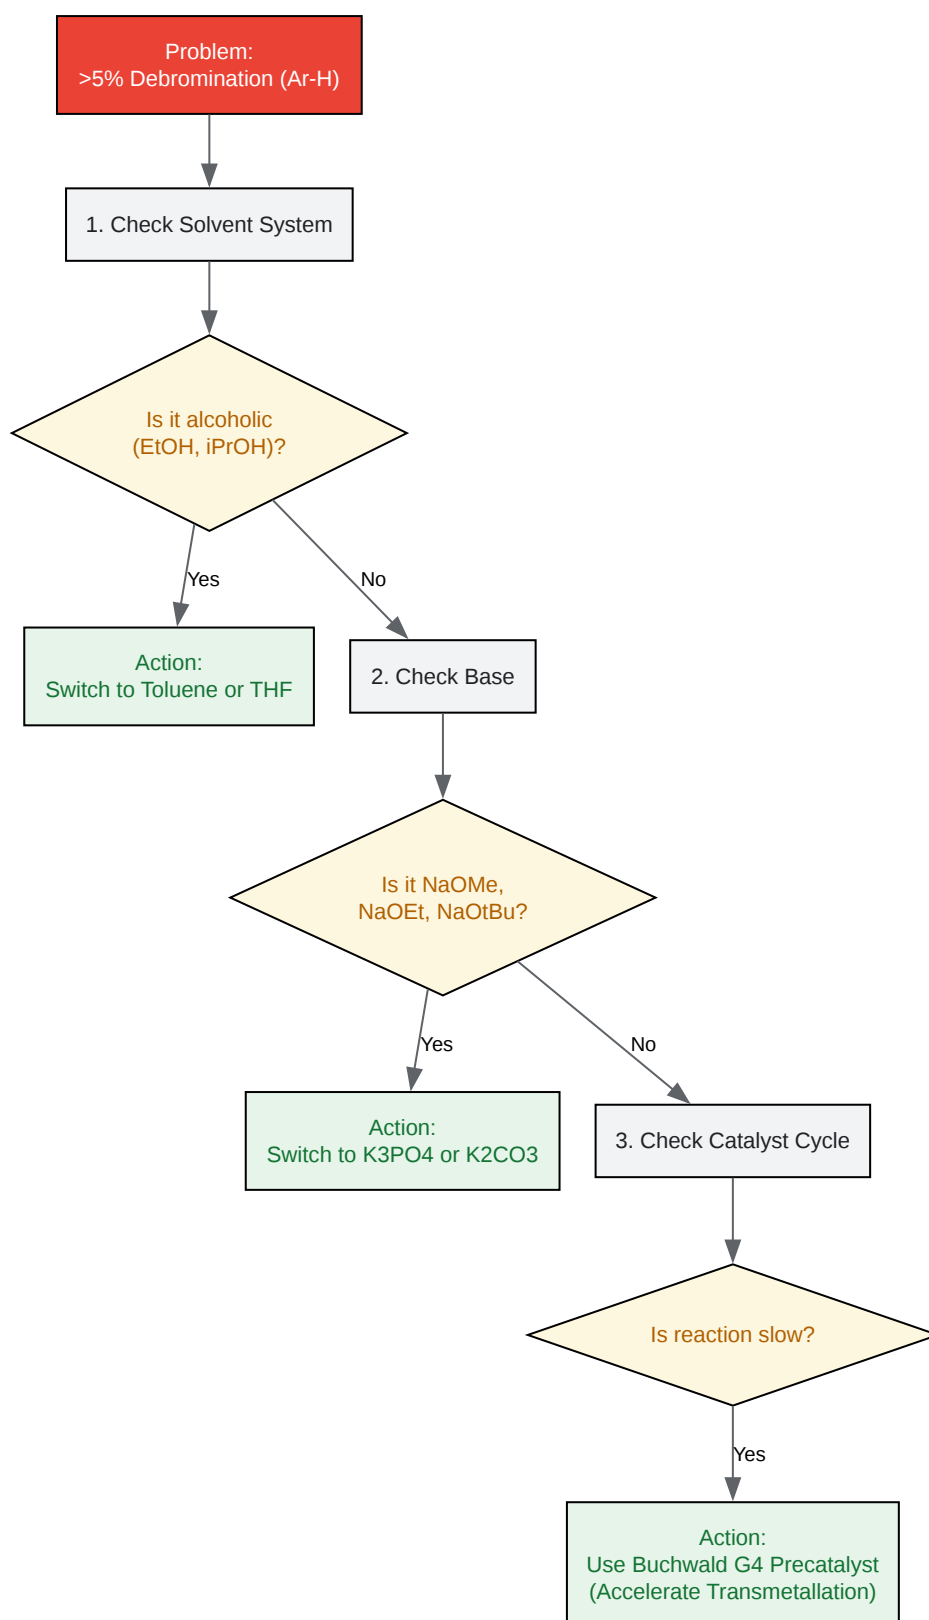 Problem:
>5% Debromination (Ar-H)
1. Check Solvent System
Is it alcoholic
(EtOH, iPrOH)?
Yes
No
Action:
Switch to Toluene or THF
2. Check Base
Is it NaOMe,
NaOEt, NaOtBu?
Yes
No
Action:
Switch to K3PO4 or K2CO3
3. Check Catalyst Cycle
Is reaction slow?
Yes
Action:
Use Buchwald G4 Precatalyst
(Accelerate Transmetallation)